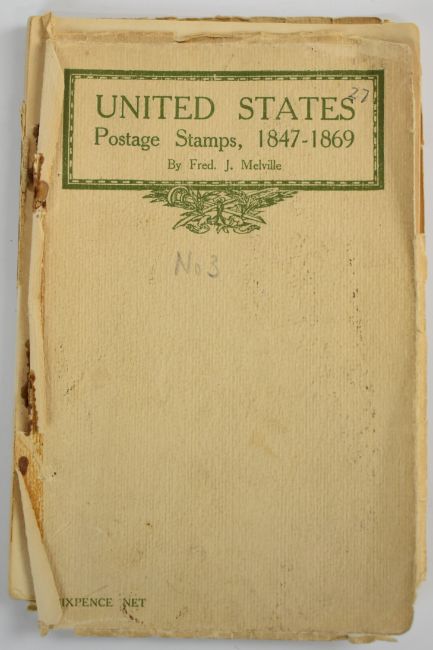 27
UNITED STATES
Postage Stamps, 1847-1869
By Fred. J. Melville
No 3
IXPENCE NET